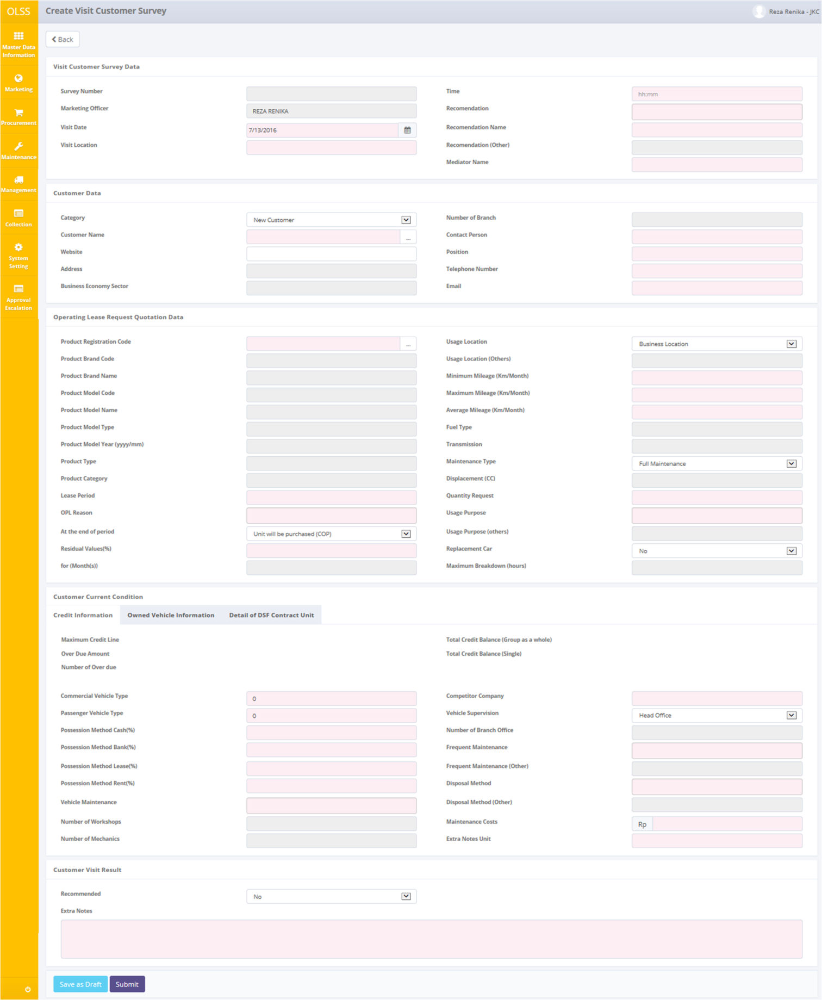 OLSS
Create Visit Customer Survey
Reza Renika - JKC
Master Data
Information
Marketing
Procurement
Maintenance
Management
Collection
System
Setting
Approval
Escalation
Back
Visit Customer Survey Data
Survey Number
Time
hh:mm
Marketing Officer
REZA RENIKA
Recomendation
Visit Date
7/13/2016
Recomendation Name
Visit Location
Recomendation (Other)
Mediator Name
Customer Data
Category
New Customer
Number of Branch
Customer Name
...
Contact Person
Website
Position
Address
Telephone Number
Business Economy Sector
Email
Operating Lease Request Quotation Data
Product Registration Code
...
Usage Location
Business Location
Product Brand Code
Usage Location (Others)
Product Brand Name
Minimum Mileage (Km/Month)
Product Model Code
Maximum Mileage (Km/Month)
Product Model Name
Average Mileage (Km/Month)
Product Model Type
Fuel Type
Product Model Year (yyyy/mm)
Transmission
Product Type
Maintenance Type
Full Maintenance
Product Category
Displacement (CC)
Lease Period
Quantity Request
OPL Reason
Usage Purpose
At the end of period
Unit will be purchased (COP)
Usage Purpose (others)
Residual Values(%)
Replacement Car
No
for (Month(s))
Maximum Breakdown (hours)
Customer Current Condition
Credit Information
Owned Vehicle Information
Detail of DSF Contract Unit
Maximum Credit Line
Total Credit Balance (Group as a whole)
Over Due Amount
Total Credit Balance (Single)
Number of Over due
Commercial Vehicle Type
0
Competitor Company
Passenger Vehicle Type
0
Vehicle Supervision
Head Office
Possession Method Cash(%)
Number of Branch Office
Possession Method Bank(%)
Frequent Maintenance
Possession Method Lease(%)
Frequent Maintenance (Other)
Possession Method Rent(%)
Disposal Method
Vehicle Maintenance
Disposal Method (Other)
Number of Workshops
Maintenance Costs
Rp
Number of Mechanics
Extra Notes Unit
Customer Visit Result
Recommended
No
Extra Notes
Save as Draft
Submit